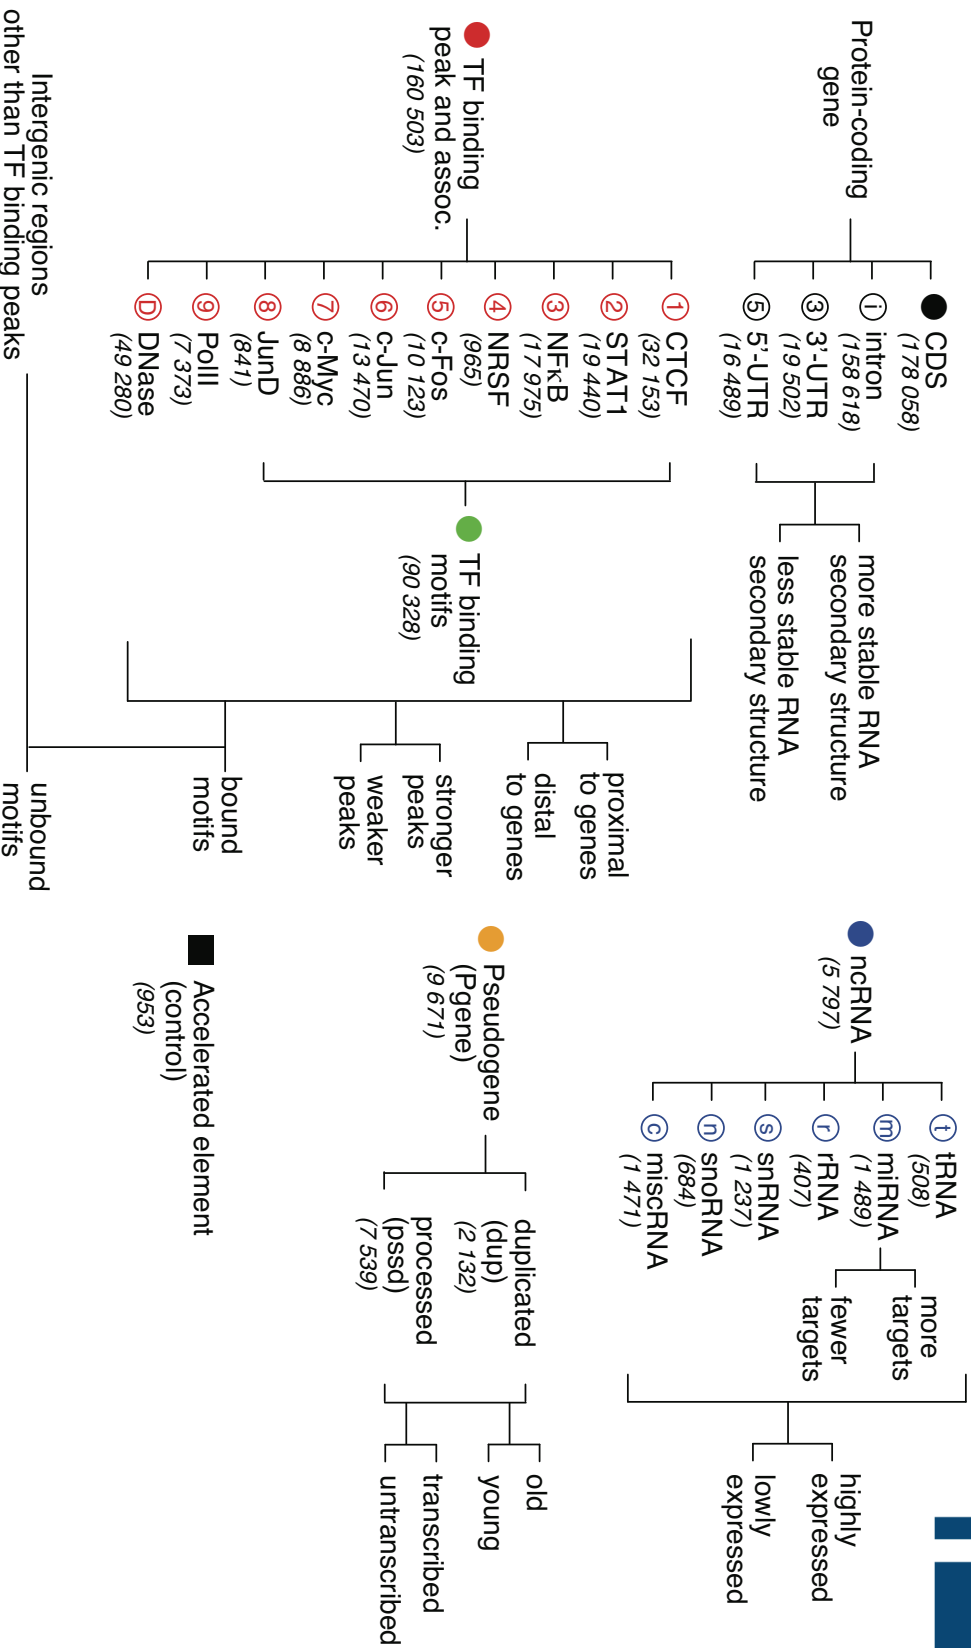 Protein-coding
gene
CDS
(178 058)
i intron
(158 618)
3 3'-UTR
(19 502)
5 5'-UTR
(16 489)
more stable RNA
secondary structure
less stable RNA
secondary structure
TF binding
peak and assoc.
(160 503)
1 CTCF
(32 153)
2 STAT1
(19 440)
3 NFκB
(17 975)
4 NRSF
(965)
5 c-Fos
(10 123)
6 c-Jun
(13 470)
7 c-Myc
(8 886)
8 JunD
(841)
9 PolII
(7 373)
D DNase
(49 280)
TF binding
motifs
(90 328)
proximal
to genes
distal
to genes
stronger
peaks
weaker
peaks
bound
motifs
unbound
motifs
Intergenic regions
other than TF binding peaks
ncRNA
(5 797)
t tRNA
(508)
m miRNA
(1 489)
r rRNA
(407)
s snRNA
(1 237)
n snoRNA
(684)
c miscRNA
(1 471)
more
targets
fewer
targets
highly
expressed
lowly
expressed
Pseudogene
(Pgene)
(9 671)
duplicated
(dup)
(2 132)
processed
(pssd)
(7 539)
old
young
transcribed
untranscribed
Accelerated element
(control)
(953)